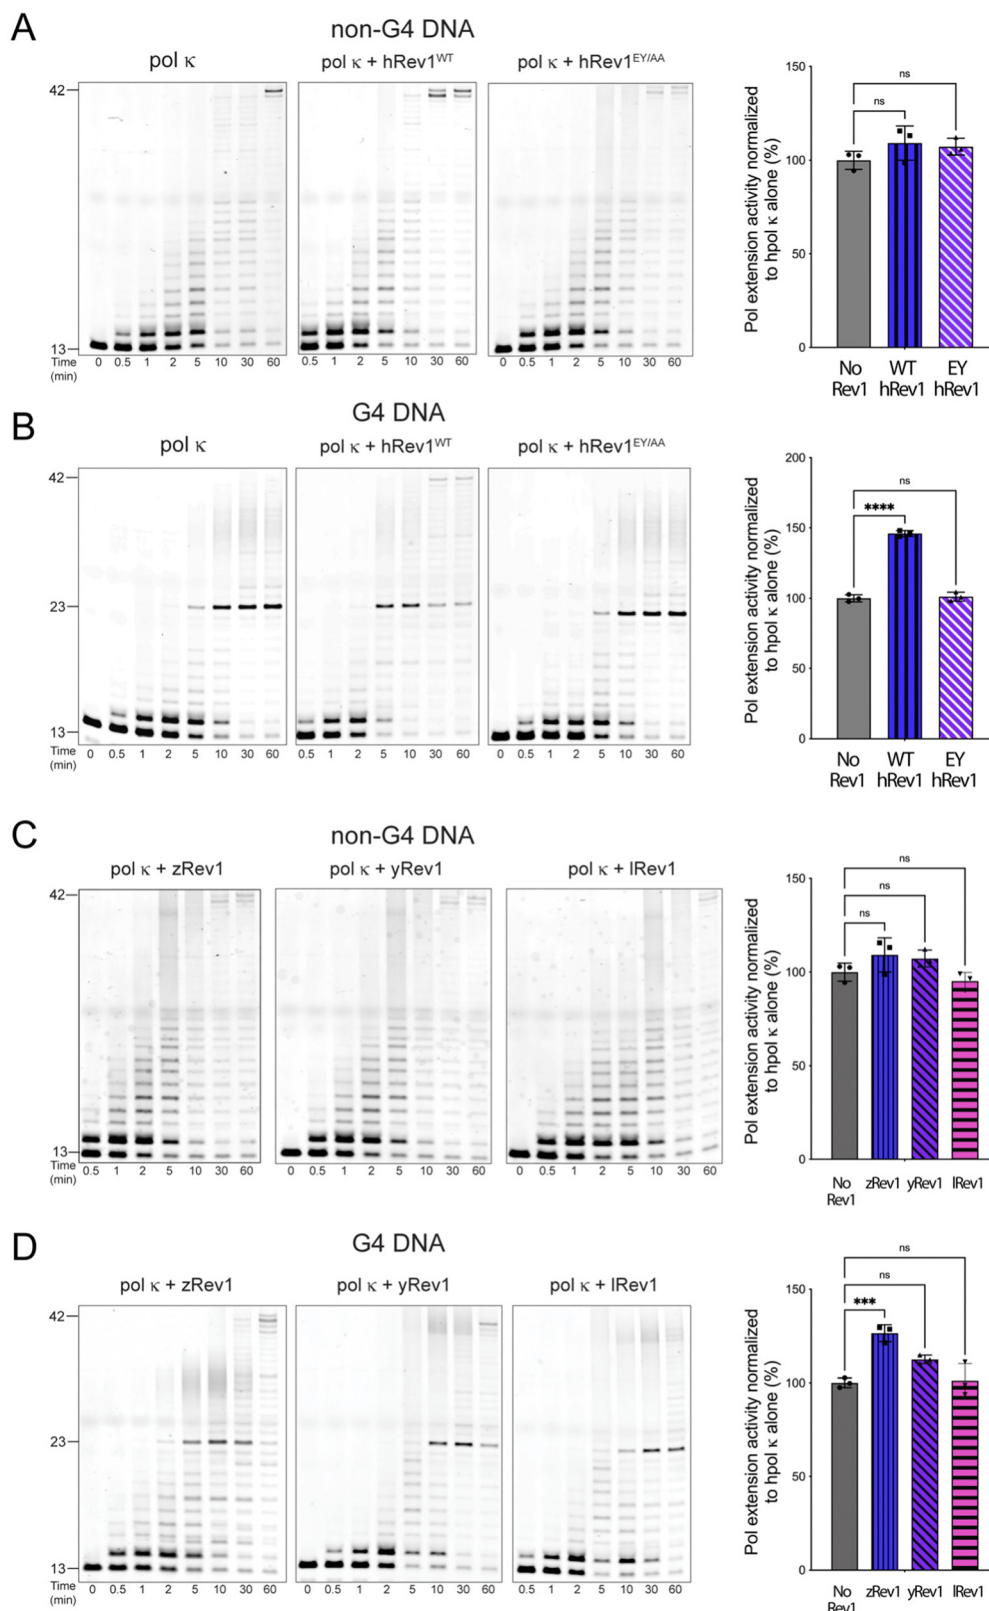 A
non-G4 DNA
pol κ
pol κ + hRev1WT
pol κ + hRev1EY/AA
42
13
Time
(min)
0 0.5 1 2 5 10 30 60
0.5 1 2 5 10 30 60
0 0.5 1 2 5 10 30 60
Pol extension activity normalized
to hpol κ alone (%)
150
100
50
0
ns
ns
No
Rev1
WT
hRev1
EY
hRev1
B
G4 DNA
pol κ
pol κ + hRev1WT
pol κ + hRev1EY/AA
42
23
13
Time
(min)
0 0.5 1 2 5 10 30 60
0.5 1 2 5 10 30 60
0 0.5 1 2 5 10 30 60
Pol extension activity normalized
to hpol κ alone (%)
200
150
100
50
0
ns
****
No
Rev1
WT
hRev1
EY
hRev1
C
non-G4 DNA
pol κ + zRev1
pol κ + yRev1
pol κ + lRev1
42
13
Time
(min)
0.5 1 2 5 10 30 60
0 0.5 1 2 5 10 30 60
0 0.5 1 2 5 10 30 60
Pol extension activity normalized
to hpol κ alone (%)
150
100
50
0
ns
ns
ns
No
Rev1
zRev1
yRev1
lRev1
D
G4 DNA
pol κ + zRev1
pol κ + yRev1
pol κ + lRev1
42
23
13
Time
(min)
0 0.5 1 2 5 10 30 60
0 0.5 1 2 5 10 30 60
0 0.5 1 2 5 10 30 60
Pol extension activity normalized
to hpol κ alone (%)
150
100
50
0
ns
ns
***
No
Rev1
zRev1
yRev1
lRev1